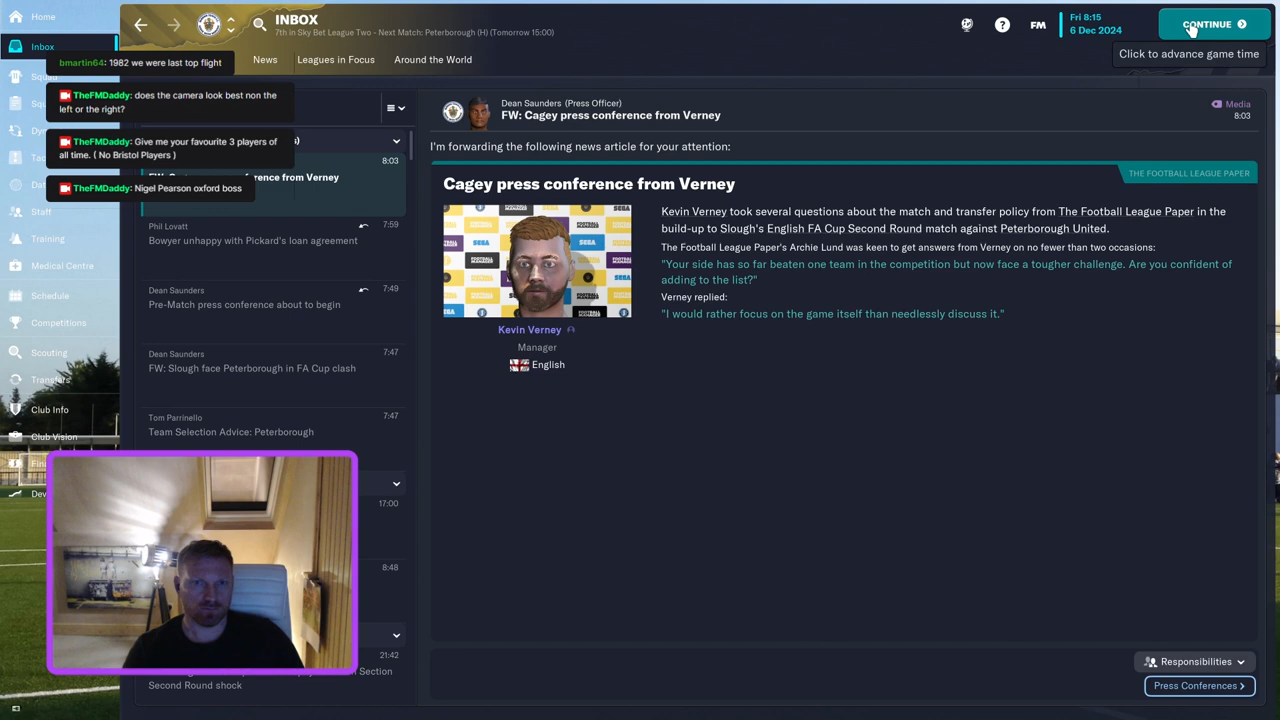 Home
Inbox
Squad
Training
Medical Centre
Schedule
Competitions
Scouting
Transfers
Club Info
Club Vision
Staff
INBOX
7th in Sky Bet League Two - Next Match: Peterborough (H) (Tomorrow 15:00)
News
Leagues in Focus
Around the World
FM
Fri 8:15
6 Dec 2024
CONTINUE
Click to advance game time
bmartin64: 1982 we were last top flight
TheFMDaddy: does the camera look best non the
left or the right?
TheFMDaddy: Give me your favourite 3 players of
all time. ( No Bristol Players )
TheFMDaddy: Nigel Pearson oxford boss
8:03
conference from Verney
Phil Lovatt
7:59
Bowyer unhappy with Pickard's loan agreement
Dean Saunders
7:49
Pre-Match press conference about to begin
Dean Saunders
7:47
FW: Slough face Peterborough in FA Cup clash
Tom Parrinello
7:47
Team Selection Advice: Peterborough
17:00
8:48
21:42
Section
Second Round shock
Dean Saunders (Press Officer)
FW: Cagey press conference from Verney
Media
8:03
I'm forwarding the following news article for your attention:
THE FOOTBALL LEAGUE PAPER
Cagey press conference from Verney
SEGA
Kevin Verney
Manager
English
Kevin Verney took several questions about the match and transfer policy from The Football League Paper in the
build-up to Slough's English FA Cup Second Round match against Peterborough United.
The Football League Paper's Archie Lund was keen to get answers from Verney on no fewer than two occasions:
"Your side has so far beaten one team in the competition but now face a tougher challenge. Are you confident of
adding to the list?"
Verney replied:
"I would rather focus on the game itself than needlessly discuss it."
Responsibilities
Press Conferences